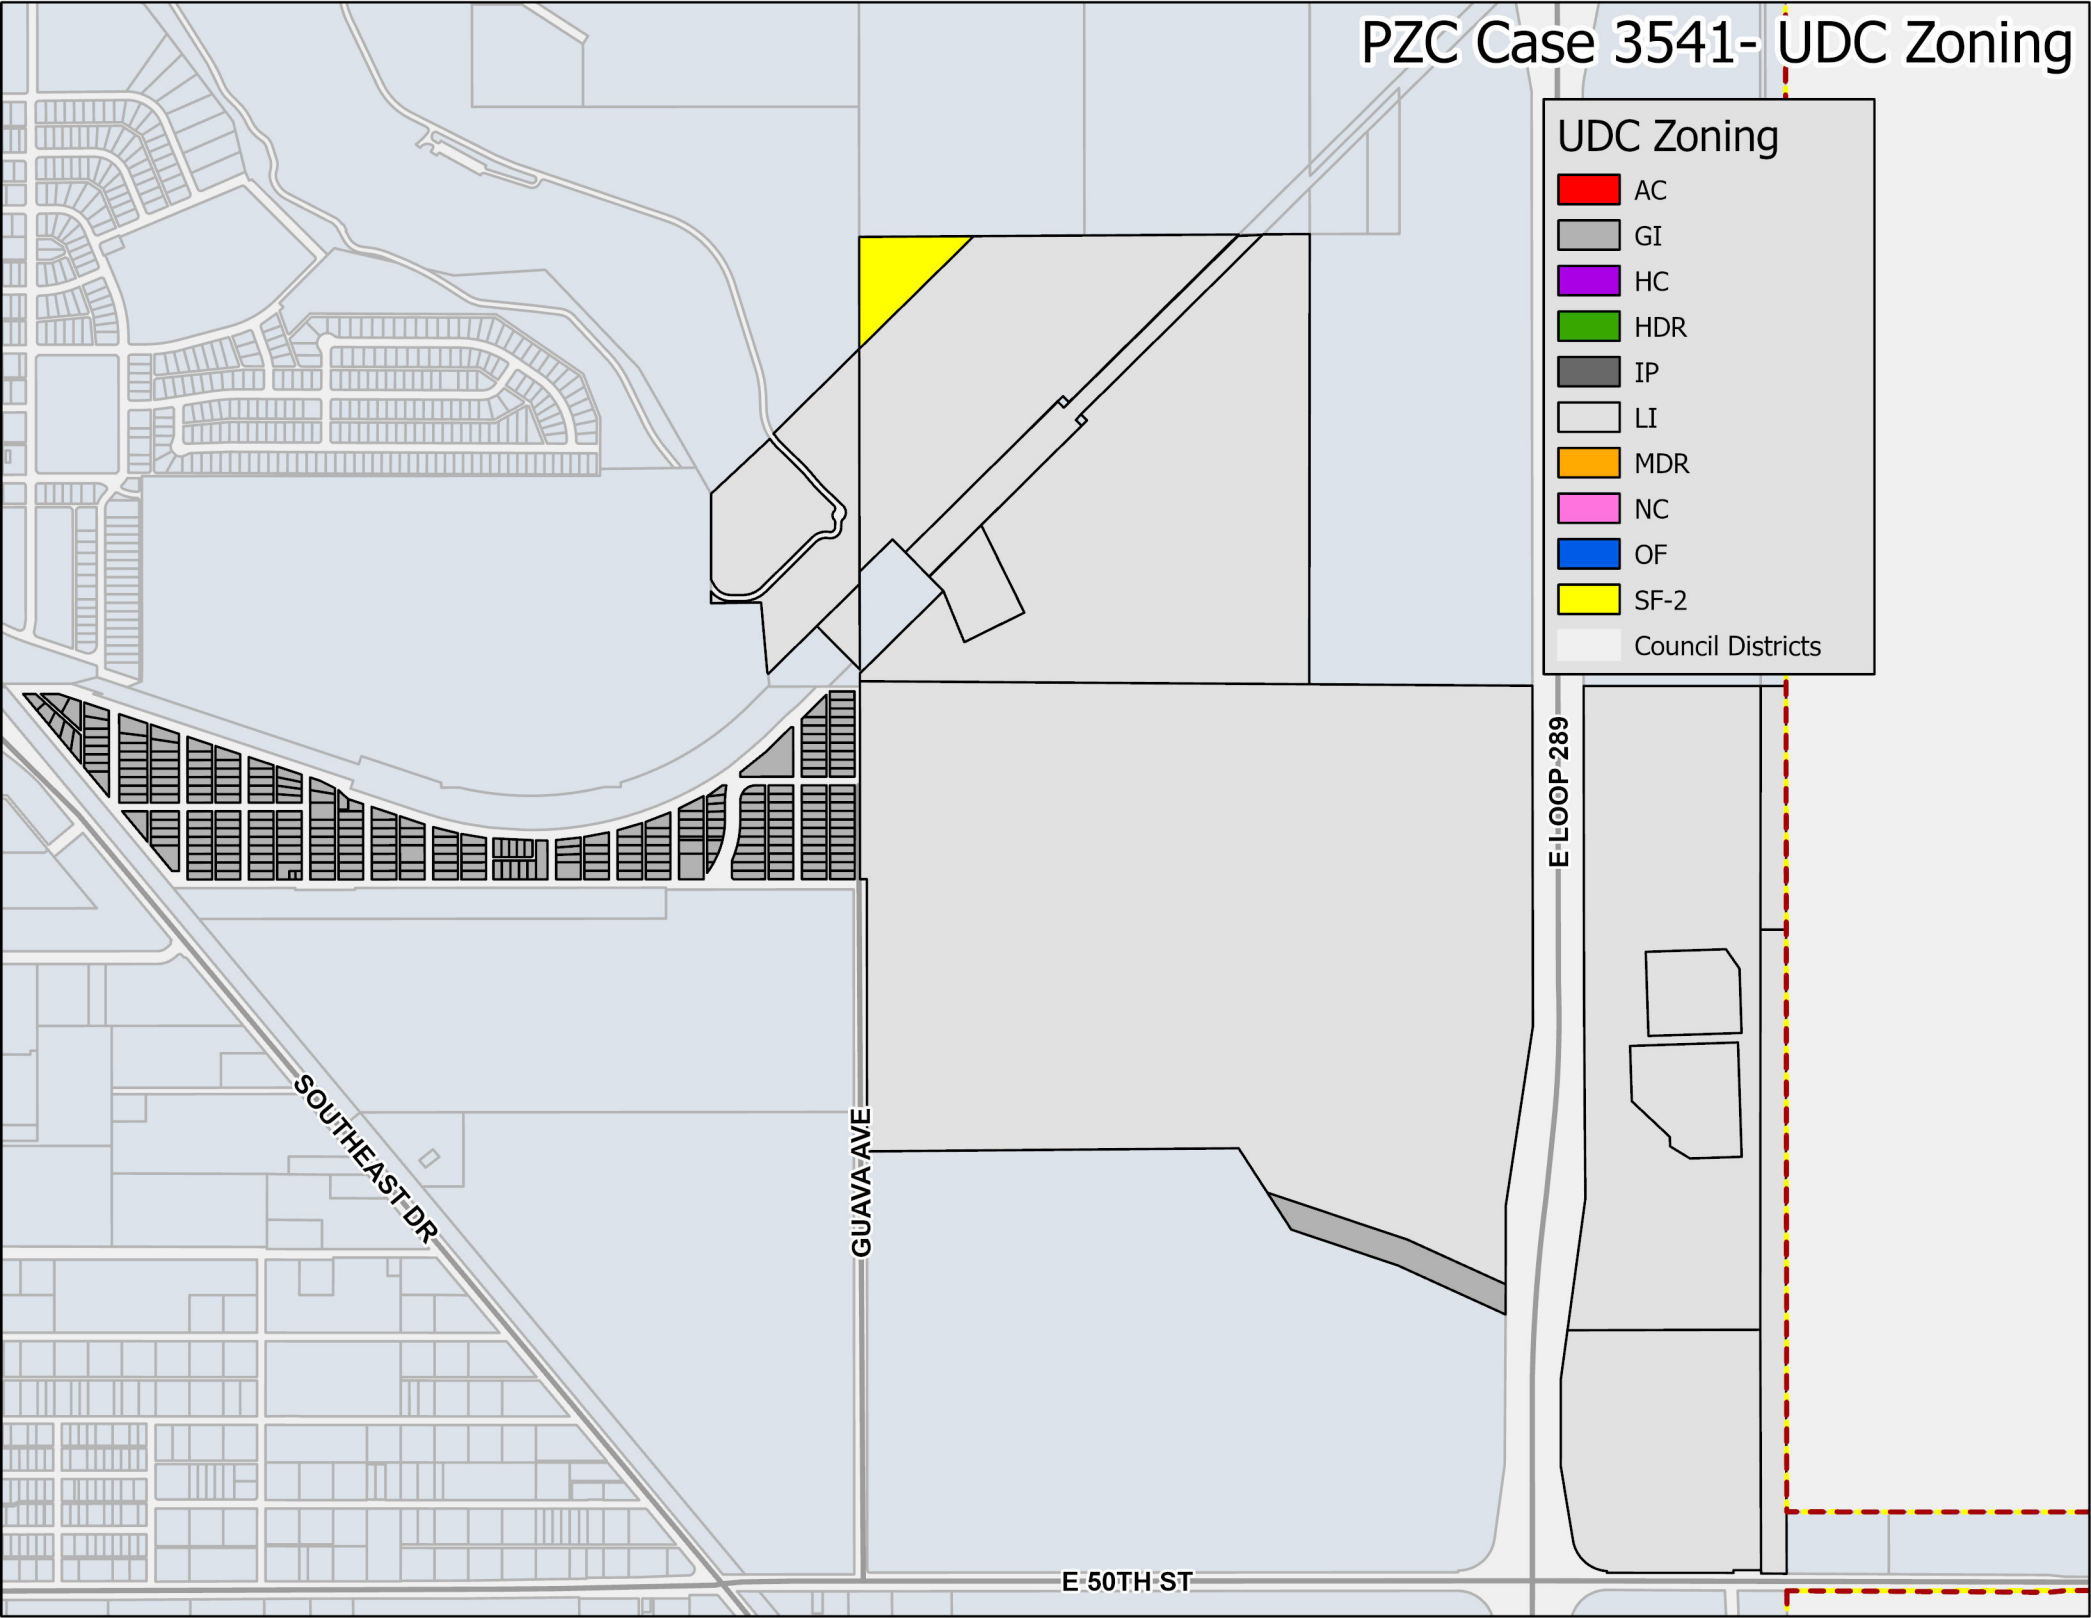 PZC Case 3541- UDC Zoning
UDC Zoning
AC
GI
HC
HDR
IP
LI
MDR
NC
OF
SF-2
Council Districts
E LOOP 289
SOUTHEAST DR
GUAVA AVE
E 50TH ST